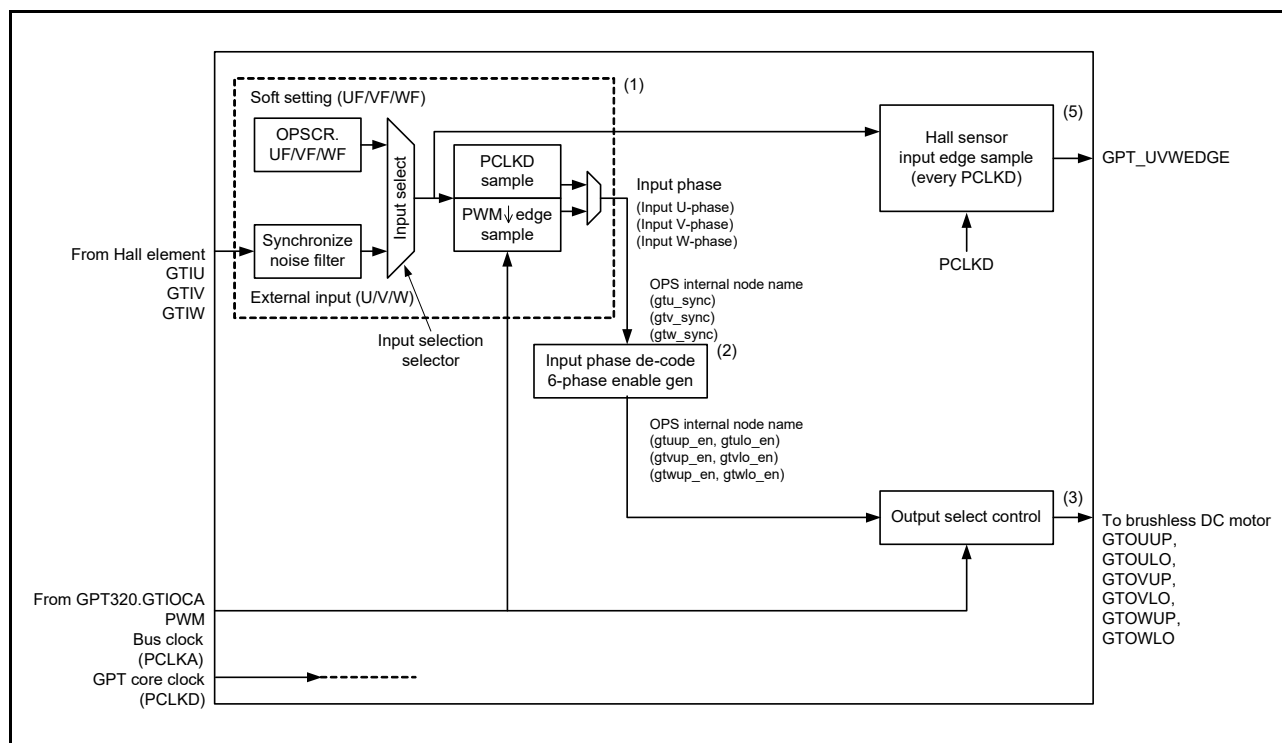 (1)
Soft setting (UF/VF/WF)
OPSCR.
UF/VF/WF
Input select
PCLKD
sample
PWM↓edge
sample
Synchronize
noise filter
External input (U/V/W)
From Hall element
GTIU
GTIV
GTIW
Input selection
selector
Input phase
(Input U-phase)
(Input V-phase)
(Input W-phase)
(5)
Hall sensor
input edge sample
(every PCLKD)
GPT_UVWEDGE
PCLKD
OPS internal node name
(gtu_sync)
(gtv_sync)
(gtw_sync)
(2)
Input phase de-code
6-phase enable gen
OPS internal node name
(gtuup_en, gtulo_en)
(gtvup_en, gtvlo_en)
(gtwup_en, gtwlo_en)
(3)
Output select control
To brushless DC motor
GTOUUP,
GTOULO,
GTOVUP,
GTOVLO,
GTOWUP,
GTOWLO
From GPT320.GTIOCA
PWM
Bus clock
(PCLKA)
GPT core clock
(PCLKD)